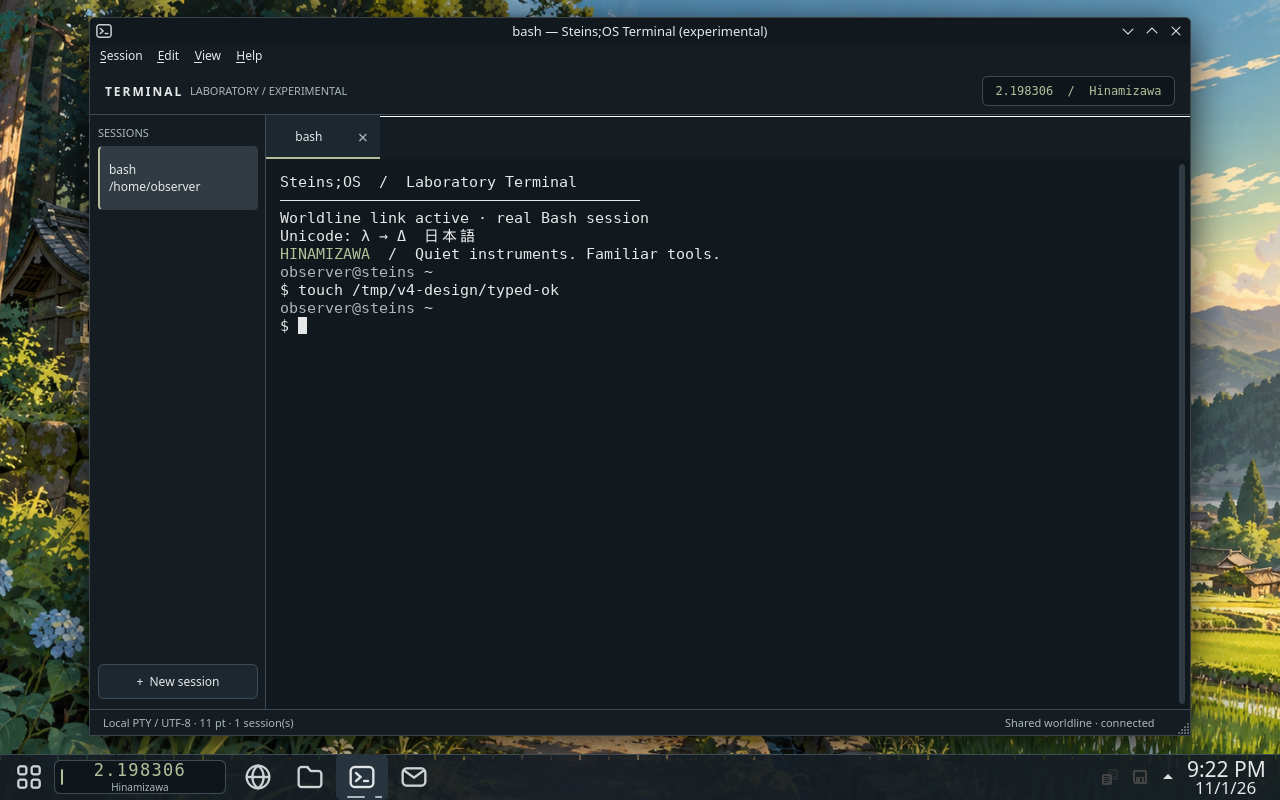 bash — Steins;OS Terminal (experimental)
Session Edit View Help
TERMINAL LABORATORY / EXPERIMENTAL
2.198306 / Hinamizawa
SESSIONS
bash
/home/observer
+ New session
bash
Steins;OS / Laboratory Terminal
Worldline link active · real Bash session
Unicode: λ → Δ 日本語
HINAMIZAWA / Quiet instruments. Familiar tools.
observer@steins ~
$ touch /tmp/v4-design/typed-ok
observer@steins ~
$
Local PTY / UTF-8 · 11 pt · 1 session(s)
Shared worldline · connected
2.198306
Hinamizawa
9:22 PM
11/1/26